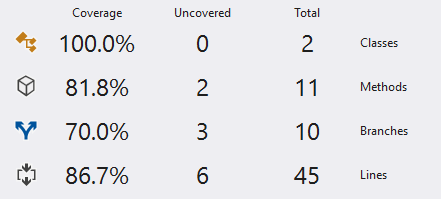 Coverage Uncovered Total
100.0% 0 2 Classes
81.8% 2 11 Methods
70.0% 3 10 Branches
86.7% 6 45 Lines